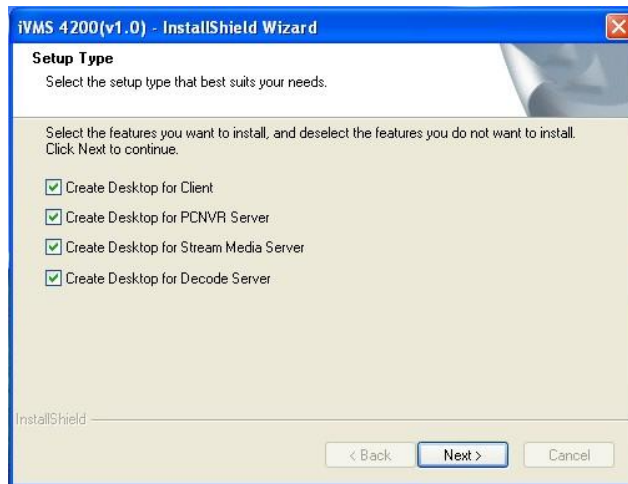 iVMS 4200(v1.0) - InstallShield Wizard
Setup Type
Select the setup type that best suits your needs.
Select the features you want to install, and deselect the features you do not want to install.
Click Next to continue.
Create Desktop for Client
Create Desktop for PCNVR Server
Create Desktop for Stream Media Server
Create Desktop for Decode Server
InstallShield
< Back Next > Cancel